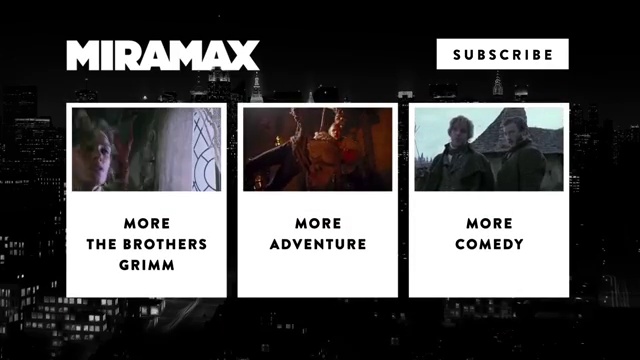 MIRAMAX
SUBSCRIBE
MORE
THE BROTHERS
GRIMM
MORE
ADVENTURE
MORE
COMEDY